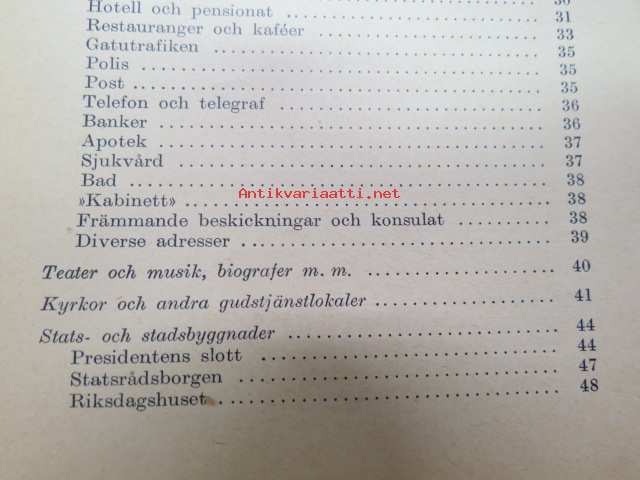 Hotell och pensionat ........ 31
Restauranger och kaféer ........ 33
Gatutrafiken ........ 35
Polis ........ 35
Post ........ 35
Telefon och telegraf ........ 36
Banker ........ 36
Apotek ........ 37
Sjukvård ........ 37
Bad ........ 38
Antikvariaatti.net
»Kabinett» ........ 38
Främmande beskickningar och konsulat ........ 38
Diverse adresser ........ 39
Teater och musik, biografer m. m. ........ 40
Kyrkor och andra gudstjänstlokaler ........ 41
Stats- och stadsbyggnader ........ 44
Presidentens slott ........ 44
Statsrådsborgen ........ 47
Riksdagshuset ........ 48